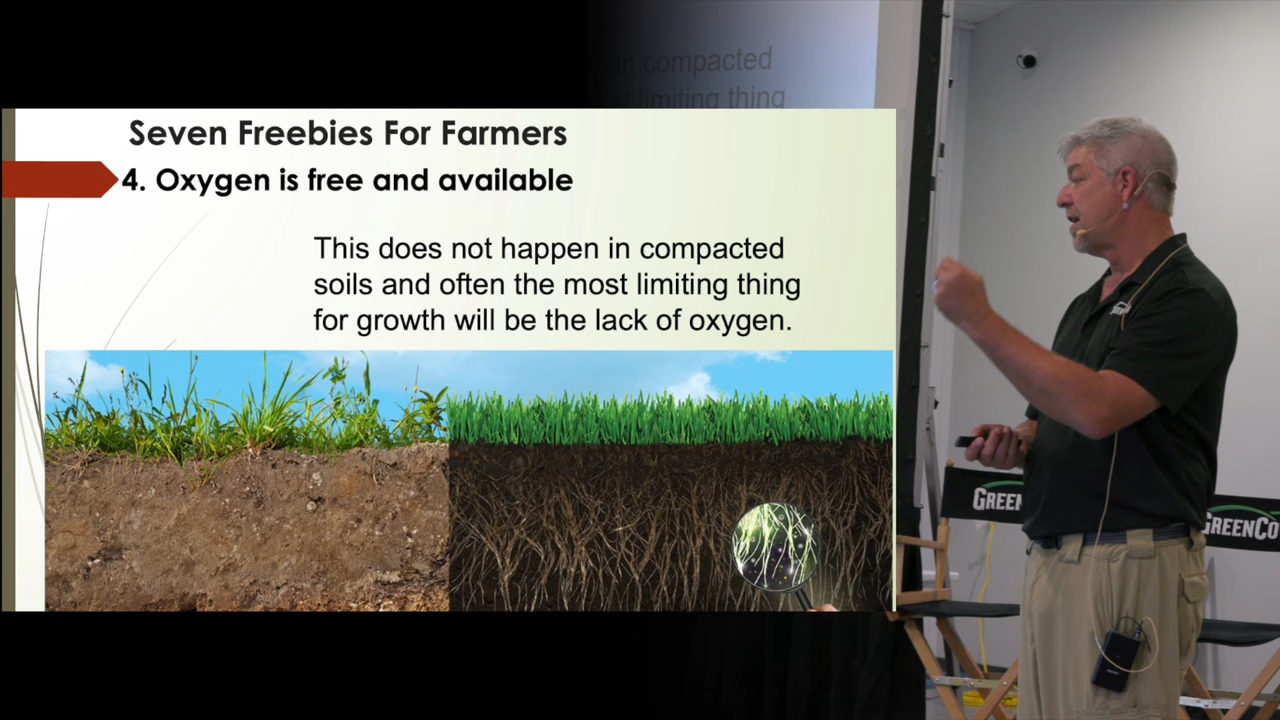 in compacted
limiting thing
Seven Freebies For Farmers
4. Oxygen is free and available
This does not happen in compacted
soils and often the most limiting thing
for growth will be the lack of oxygen.
GREENCO